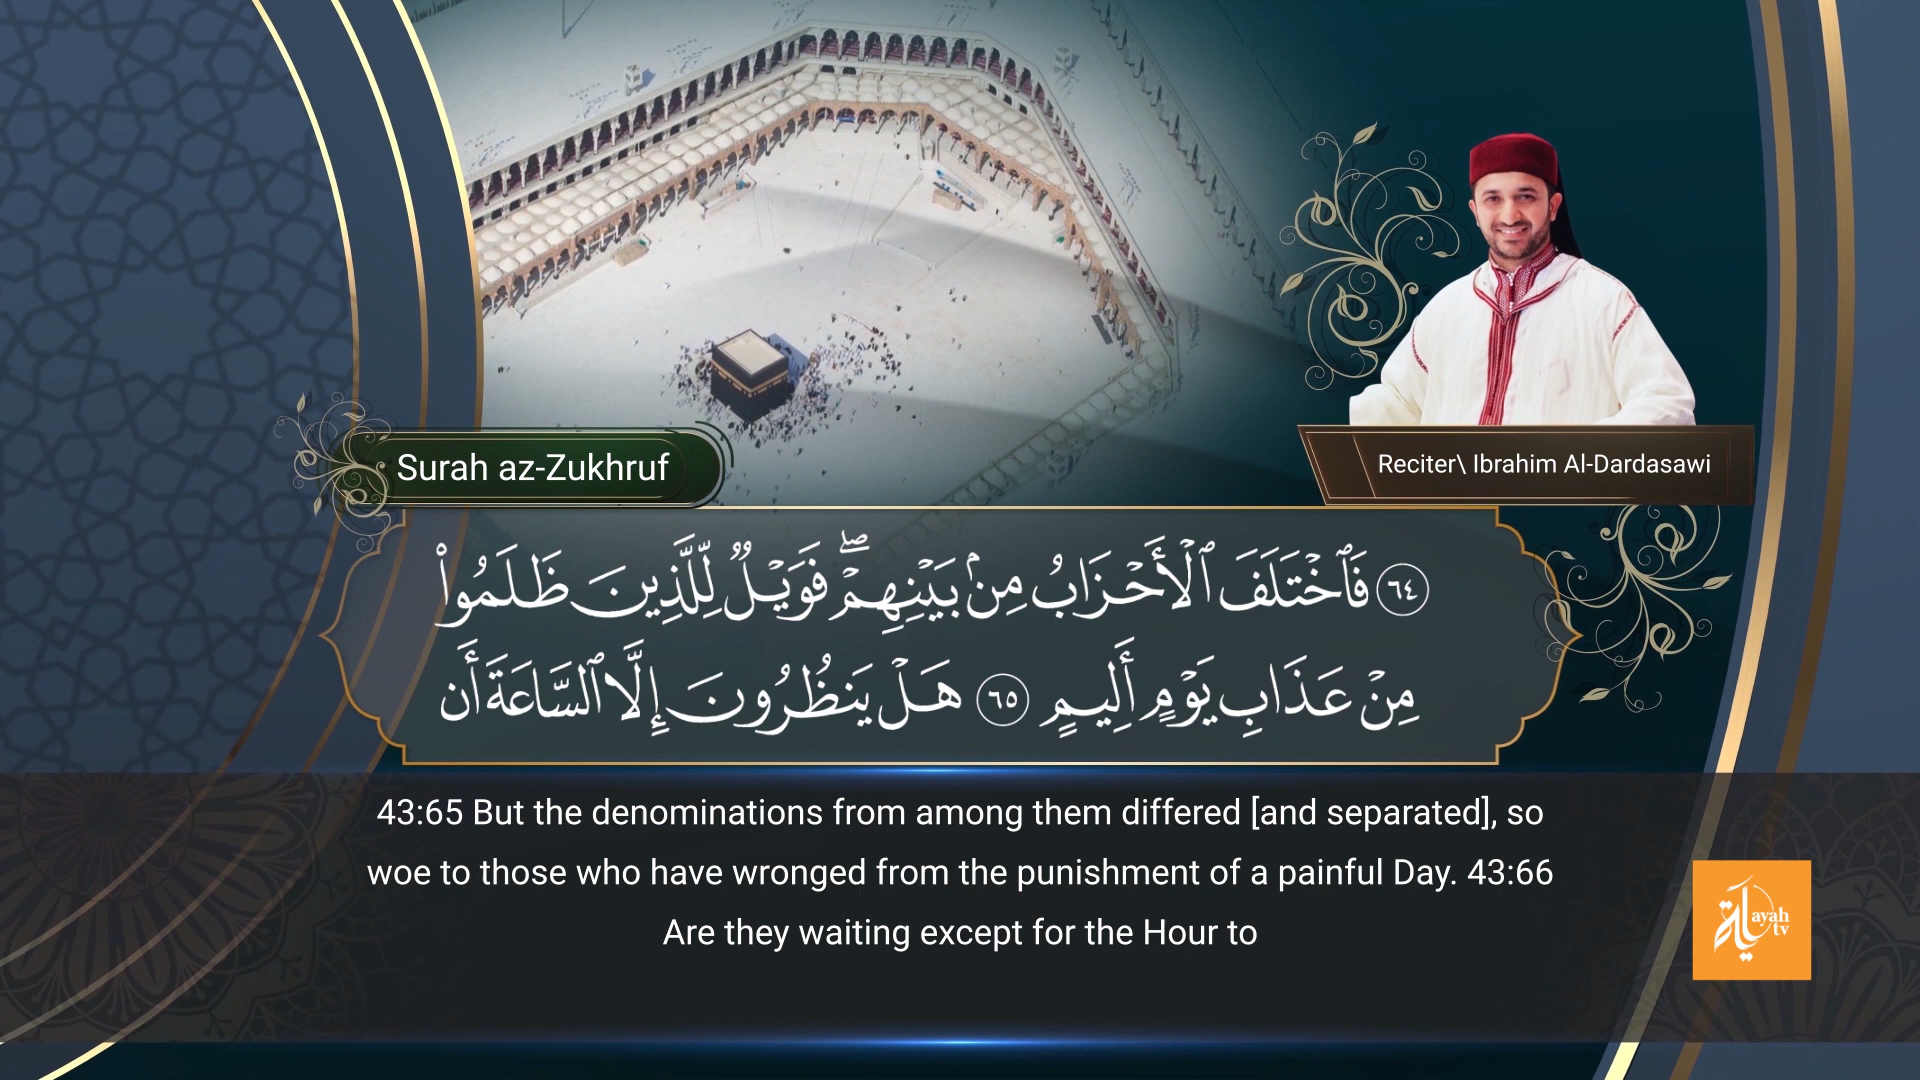 Surah az-Zukhruf
Reciter\ Ibrahim Al-Dardasawi
٦٤ فَٱخْتَلَفَ ٱلْأَحْزَابُ مِنۢ بَيْنِهِمْ ۖ فَوَيْلٌ لِّلَّذِينَ ظَلَمُوا۟
مِنْ عَذَابِ يَوْمٍ أَلِيمٍ ٦٥ هَلْ يَنظُرُونَ إِلَّا ٱلسَّاعَةَ أَن
43:65 But the denominations from among them differed [and separated], so
woe to those who have wronged from the punishment of a painful Day. 43:66
Are they waiting except for the Hour to
آية
ayah
tv